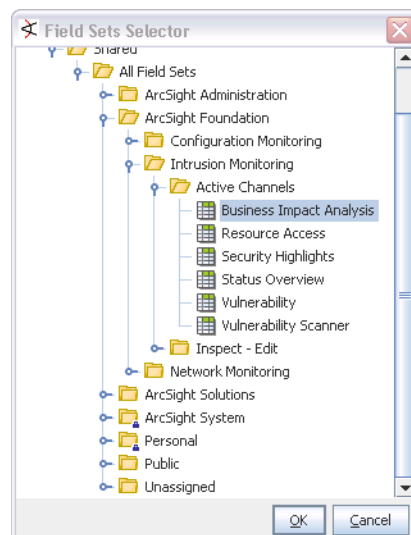 Field Sets Selector
Shared
All Field Sets
ArcSight Administration
ArcSight Foundation
Configuration Monitoring
Intrusion Monitoring
Active Channels
Business Impact Analysis
Resource Access
Security Highlights
Status Overview
Vulnerability
Vulnerability Scanner
Inspect - Edit
Network Monitoring
ArcSight Solutions
ArcSight System
Personal
Public
Unassigned
OK Cancel